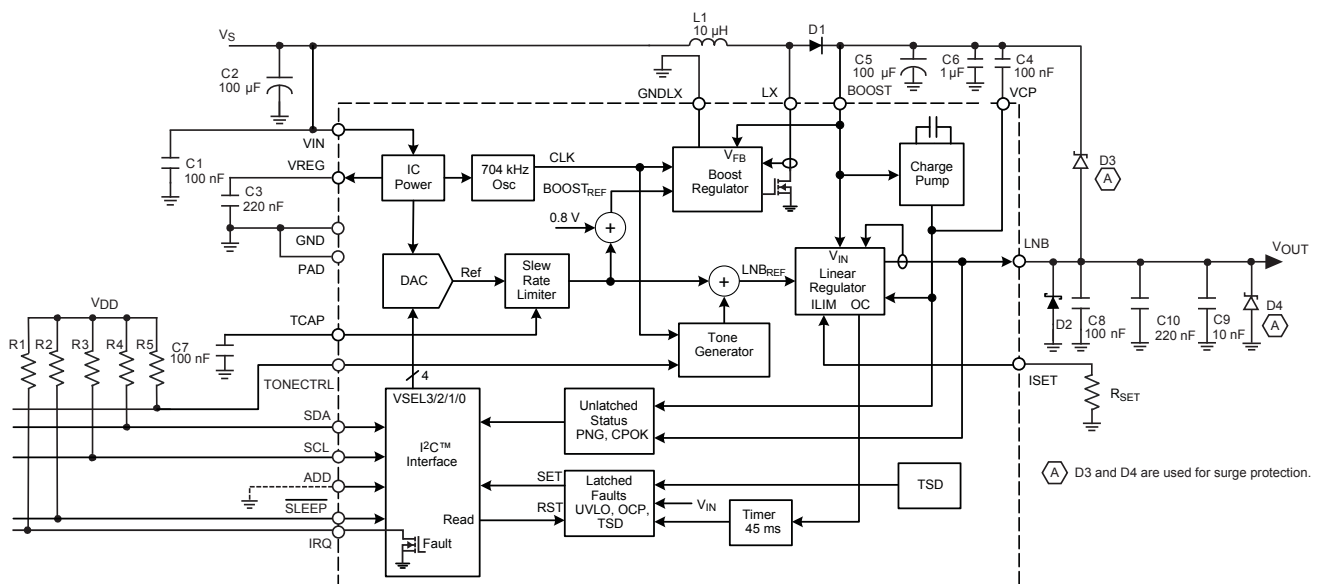 L1
10 µH
D1
VS
C2
100 µF
C5
100 µF
C6
1µF
C4
100 nF
GNDLX
LX
BOOST
VCP
VIN
C1
100 nF
VREG
C3
220 nF
GND
PAD
IC
Power
704 kHz
Osc
CLK
BOOSTREF
0.8 V
VFB
Boost
Regulator
Charge
Pump
D3
A
DAC
Ref
Slew
Rate
Limiter
LNBREF
VIN
Linear
Regulator
ILIM OC
LNB
VOUT
VDD
R1 R2 R3 R4 R5
C7
100 nF
TCAP
Tone
Generator
D2
C8
100 nF
C10
220 nF
C9
10 nF
D4
A
TONECTRL
4
ISET
RSET
VSEL3/2/1/0
SDA
SCL
ADD
SLEEP
IRQ
I2C™
Interface
Read
Fault
Unlatched
Status
PNG, CPOK
SET
RST
Latched
Faults
UVLO, OCP,
TSD
VIN
Timer
45 ms
TSD
A D3 and D4 are used for surge protection.